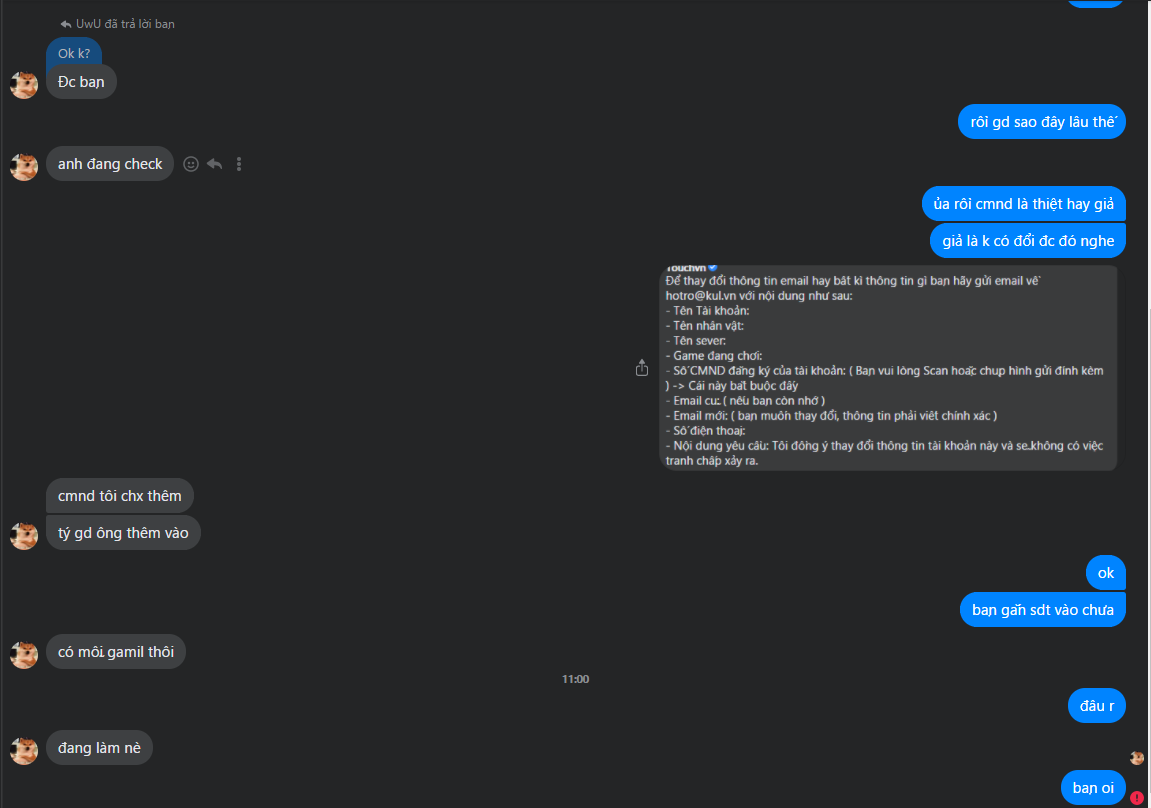 UwU đã trả lời bạn
Ok k?
Đc bạn
rồi gd sao đây lâu thế
anh đang check
ủa rồi cmnd là thiệt hay giả
giả là k có đổi đc đó nghe
Touchvn
Để thay đổi thông tin email hay bất kì thông tin gì bạn hãy gửi email về
hotro@kul.vn với nội dung như sau:
- Tên Tài khoản:
- Tên nhân vật:
- Tên sever:
- Game đang chơi:
- Số CMND đăng ký của tài khoản: ( Bạn vui lòng Scan hoặc chụp hình gửi đính kèm
) -> Cái này bắt buộc đấy
- Email cũ: ( nếu bạn còn nhớ )
- Email mới: ( bạn muốn thay đổi, thông tin phải viết chính xác )
- Số điện thoại:
- Nội dung yêu cầu: Tôi đồng ý thay đổi thông tin tài khoản này và sẽ không có việc
tranh chấp xảy ra.
cmnd tôi chx thêm
tý gd ông thêm vào
ok
bạn gắn sdt vào chưa
có mỗi gamil thôi
11:00
đâu r
đang làm nè
bạn oi